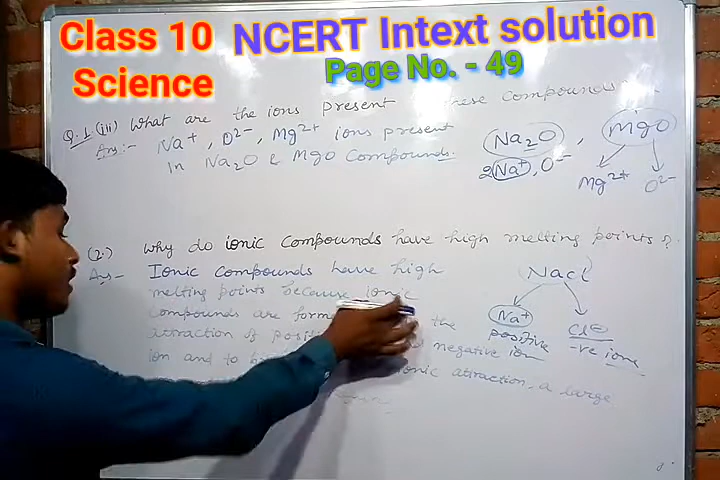 Class 10 NCERT Intext solution
Science Page No. - 49
Q.1.(iii) What are the ions present these compounds
Ans:- Na⁺, O²⁻, Mg²⁺ ions present
in Na₂O & MgO Compounds.
Na₂O , MgO
2Na⁺, O²⁻ Mg²⁺ O²⁻
(2.) Why do ionic compounds have high melting points ?
Ans- Ionic compounds have high
melting points because ionic
compounds are the
attraction of negative ion
ion and to ionic attraction a large
NaCl
Na⁺ Cl⊖
positive -ve ions